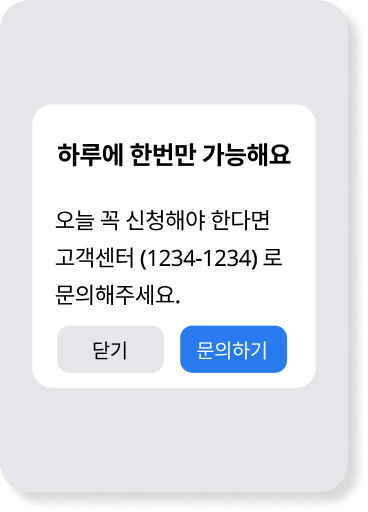 하루에 한번만 가능해요
오늘 꼭 신청해야 한다면
고객센터 (1234-1234) 로
문의해주세요.
닫기
문의하기